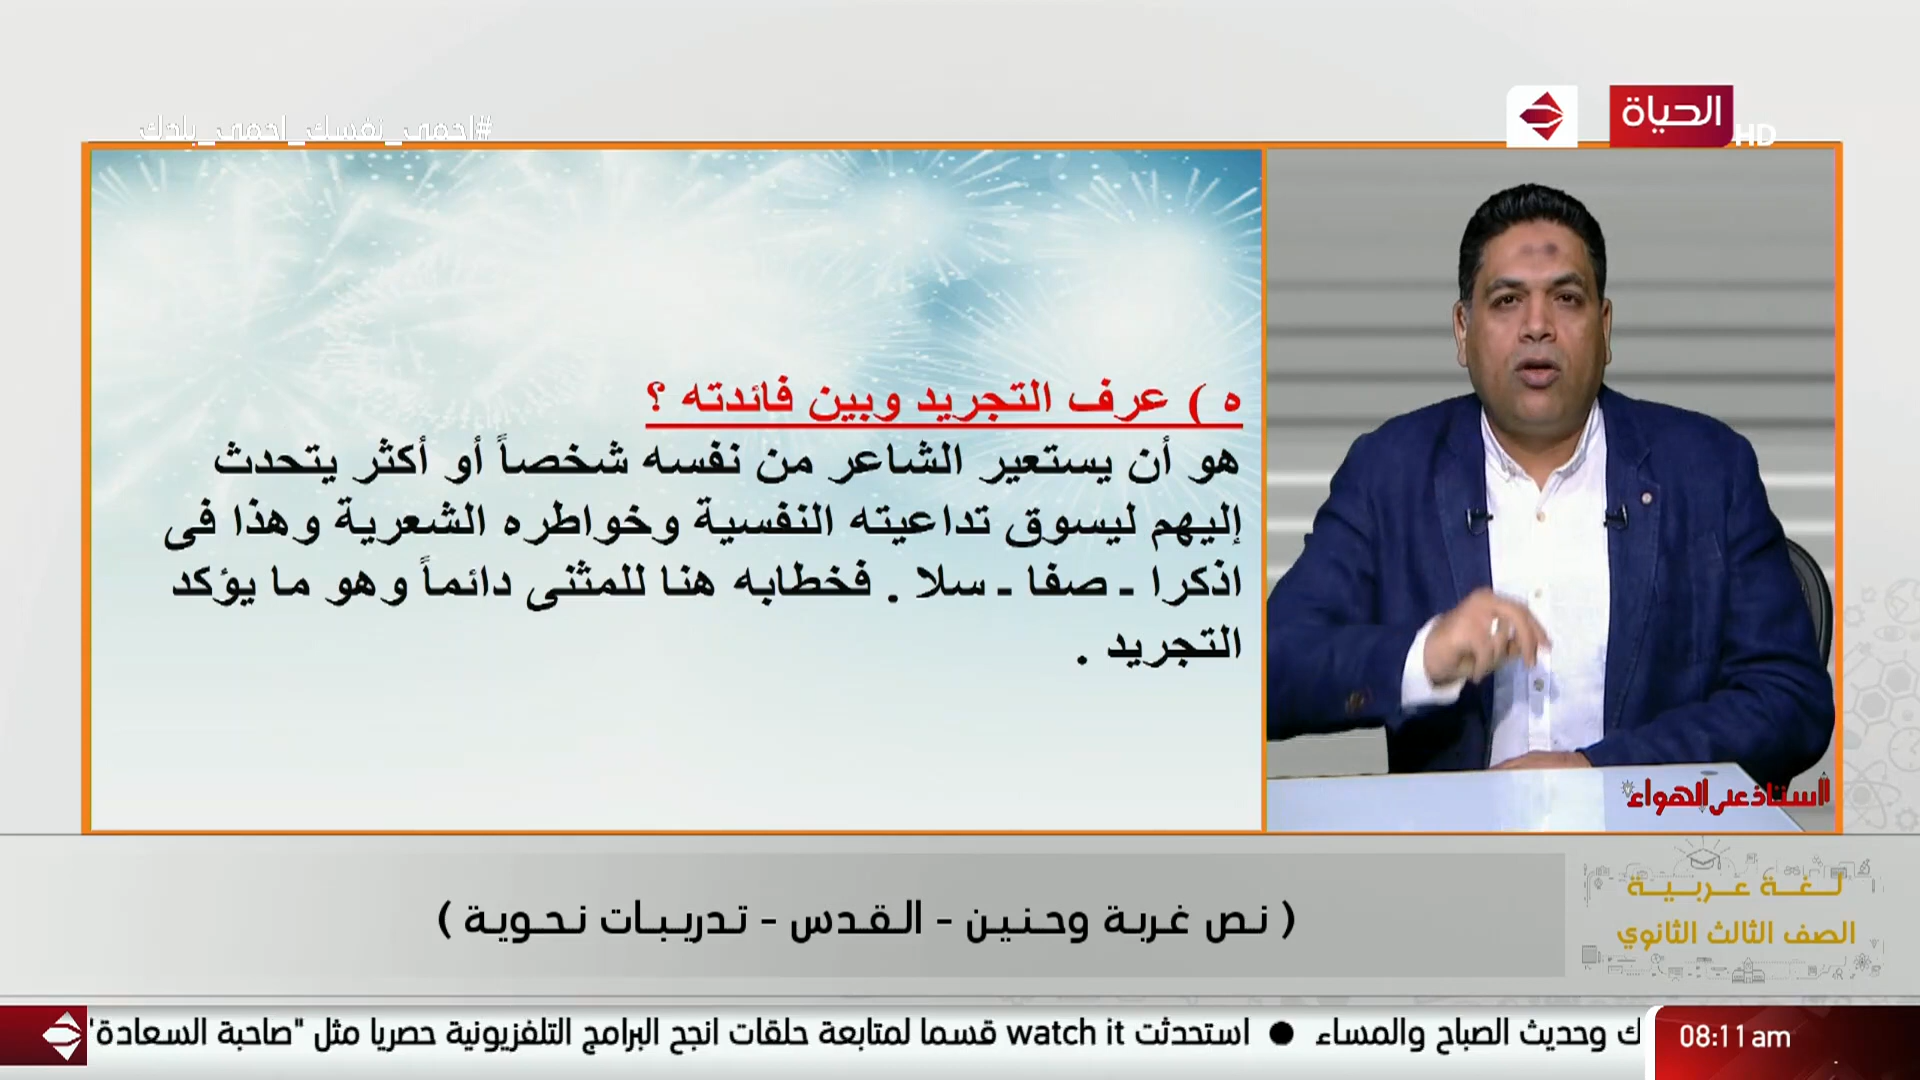 #احمي_نفسك_احمي_بلدك
الحياة
HD
ه ) عرف التجريد وبين فائدته ؟
هو أن يستعير الشاعر من نفسه شخصاً أو أكثر يتحدث
إليهم ليسوق تداعيته النفسية وخواطره الشعرية وهذا فى
اذكرا ـ صفا ـ سلا . فخطابه هنا للمثنى دائماً وهو ما يؤكد
التجريد .
أستاذ على الهواء
لغة عربية
الصف الثالث الثانوي
( نص غربة وحنين - القدس - تدريبات نحوية )
ك وحديث الصباح والمساء ● استحدثت watch it قسما لمتابعة حلقات انجح البرامج التلفزيونية حصريا مثل "صاحبة السعادة"
08:11am